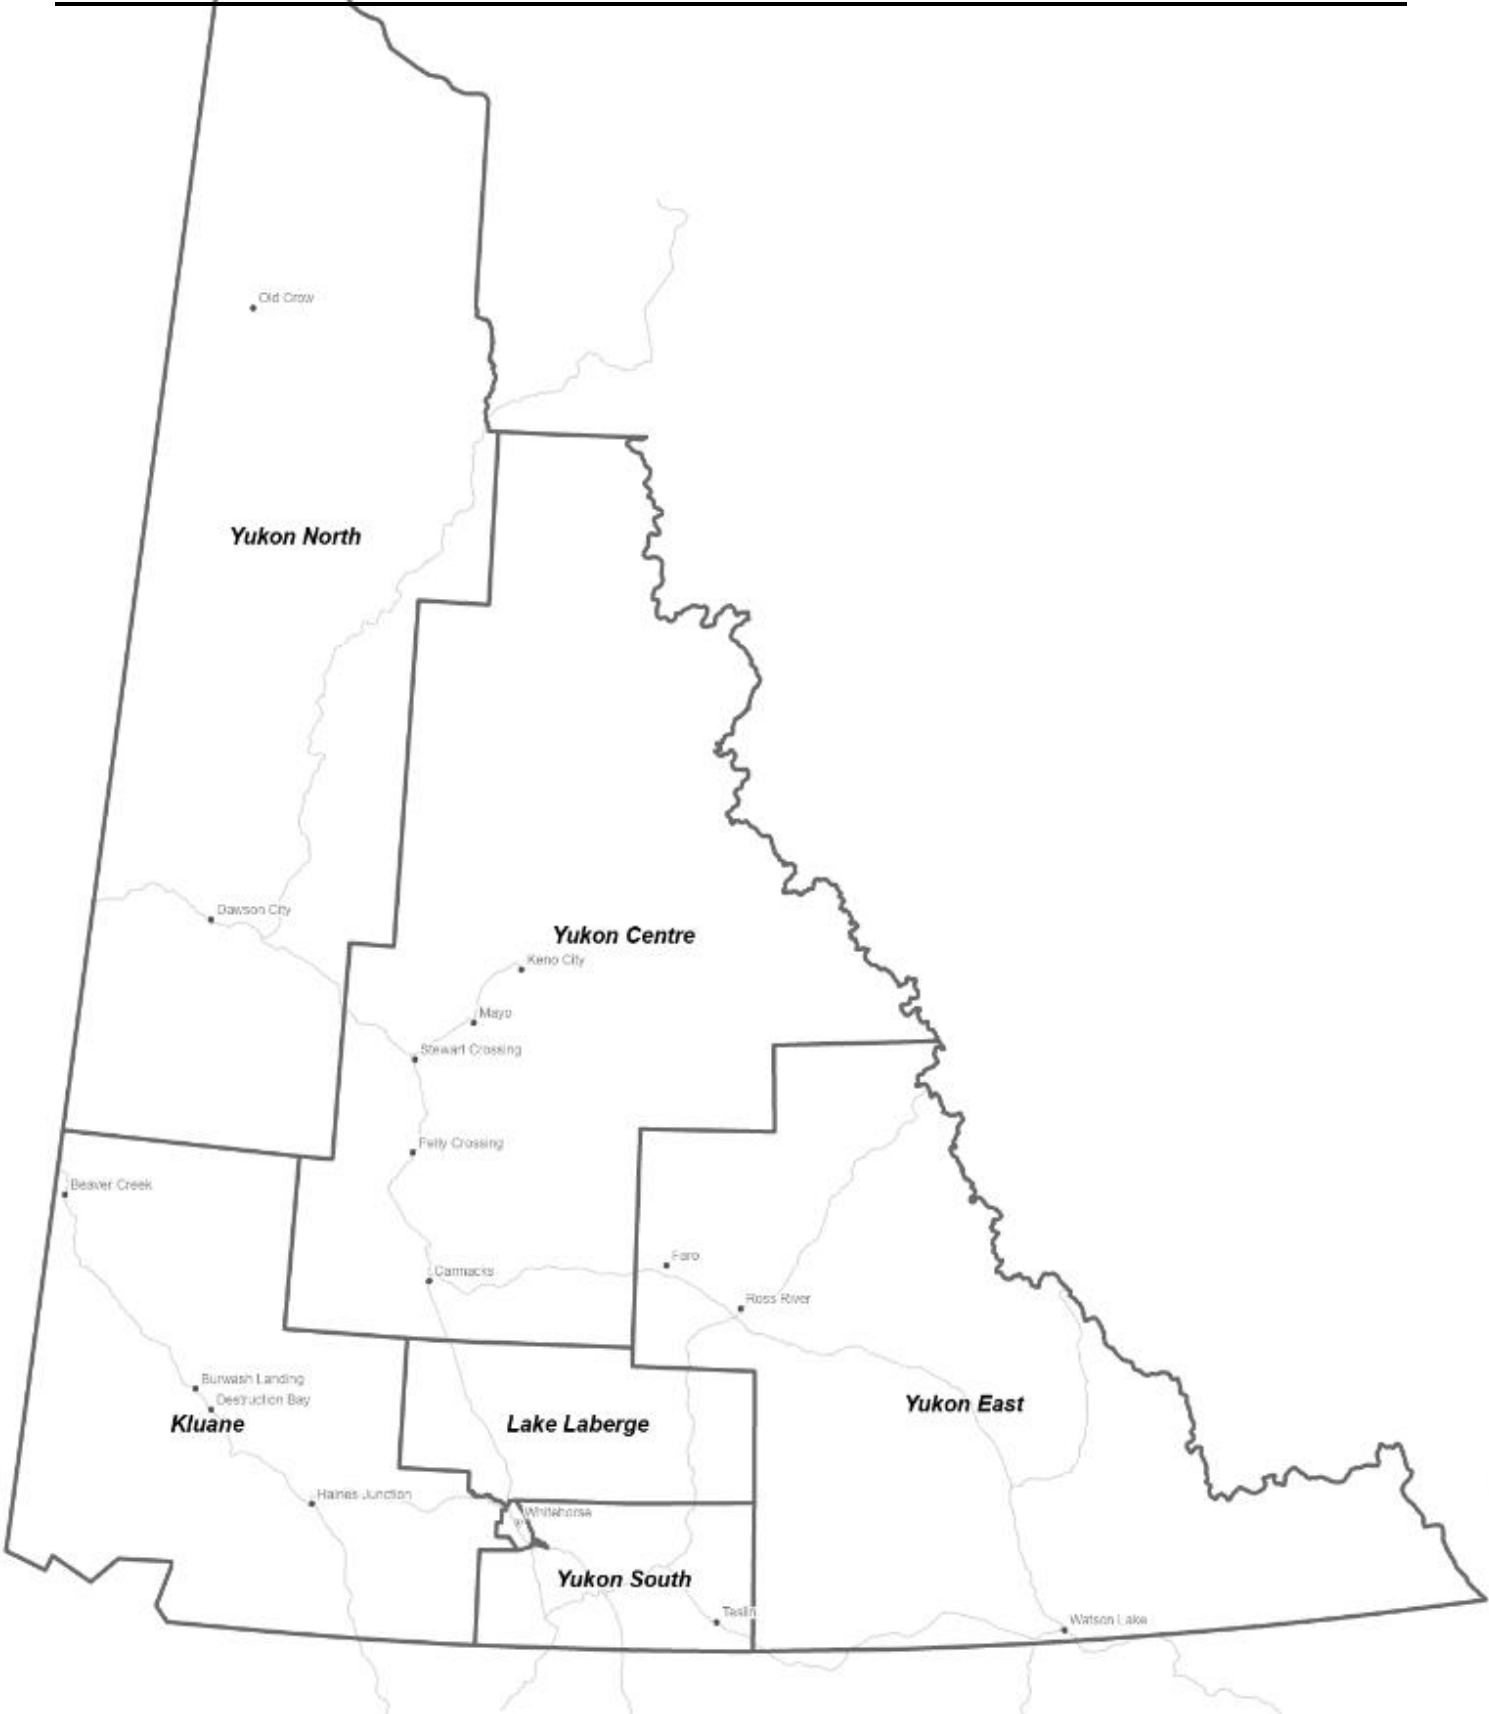 Old Crow
Yukon North
Dawson City
Yukon Centre
Keno City
Mayo
Stewart Crossing
Pelly Crossing
Beaver Creek
Faro
Carmacks
Ross River
Burwash Landing
Destruction Bay
Kluane
Lake Laberge
Yukon East
Haines Junction
Whitehorse
Yukon South
Teslin
Watson Lake